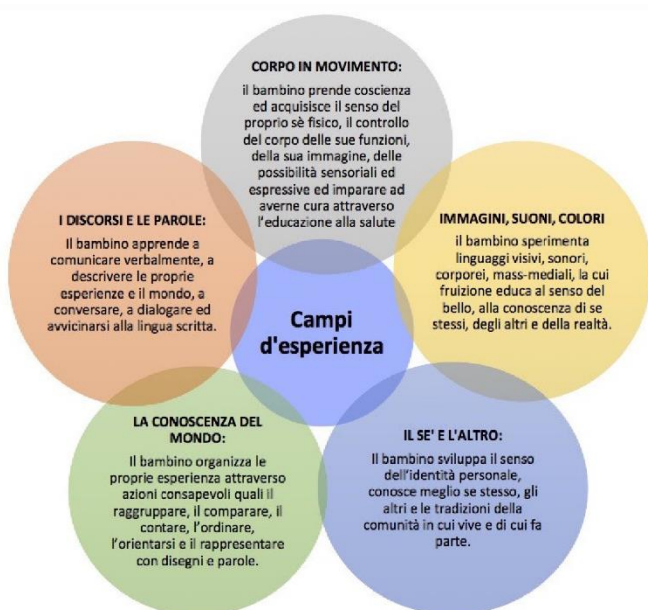 CORPO IN MOVIMENTO:
il bambino prende coscienza
ed acquisisce il senso del
proprio sè fisico, il controllo
del corpo delle sue funzioni,
della sua immagine, delle
possibilità sensoriali ed
espressive ed imparare ad
averne cura attraverso
l'educazione alla salute
I DISCORSI E LE PAROLE:
Il bambino apprende a
comunicare verbalmente, a
descrivere le proprie
esperienze e il mondo, a
conversare, a dialogare ed
avvicinarsi alla lingua scritta.
IMMAGINI, SUONI, COLORI
il bambino sperimenta
linguaggi visivi, sonori,
corporei, mass-mediali, la cui
fruizione educa al senso del
bello, alla conoscenza di se
stessi, degli altri e della realtà.
Campi
d'esperienza
LA CONOSCENZA DEL
MONDO:
Il bambino organizza le
proprie esperienza attraverso
azioni consapevoli quali il
raggruppare, il comparare, il
contare, l'ordinare,
l'orientarsi e il rappresentare
con disegni e parole.
IL SE' E L'ALTRO:
Il bambino sviluppa il senso
dell'identità personale,
conosce meglio se stesso, gli
altri e le tradizioni della
comunità in cui vive e di cui fa
parte.